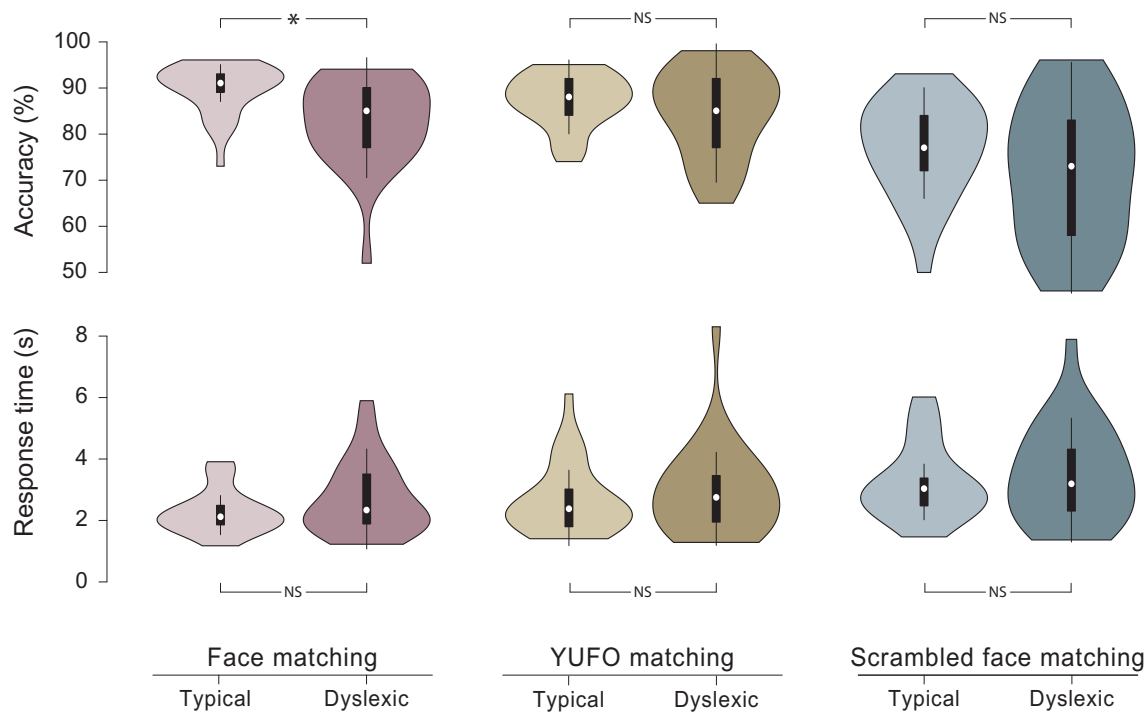 * NS NS
Accuracy (%)
100
90
80
70
60
50
Response time (s)
8
6
4
2
0
NS NS NS
Face matching YUFO matching Scrambled face matching
Typical Dyslexic Typical Dyslexic Typical Dyslexic